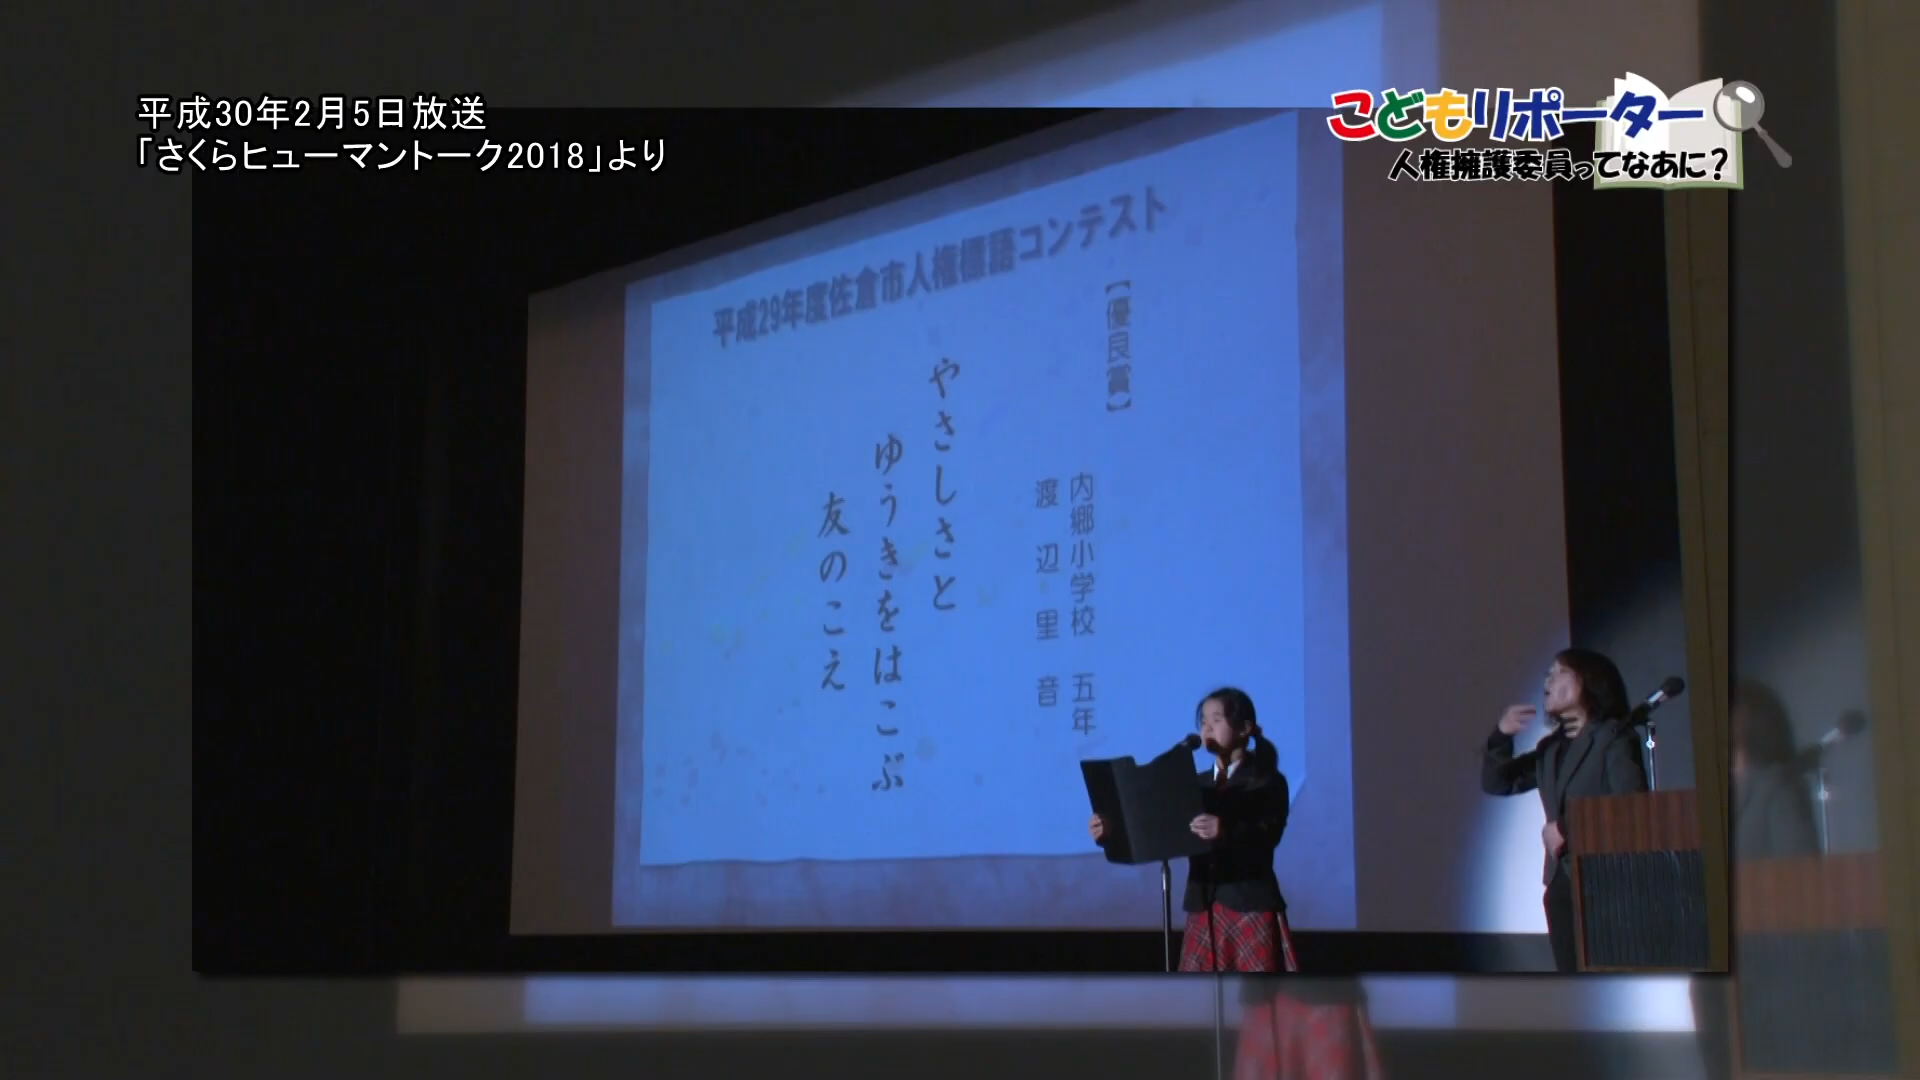 平成30年2月5日放送
「さくらヒューマントーク2018」より
こどもリポーター
人権擁護委員ってなあに?
平成29年度佐倉市人権標語コンテスト
【優良賞】
内郷小学校 五年
渡辺里音
やさしさと
ゆうきをはこぶ
友のこえ